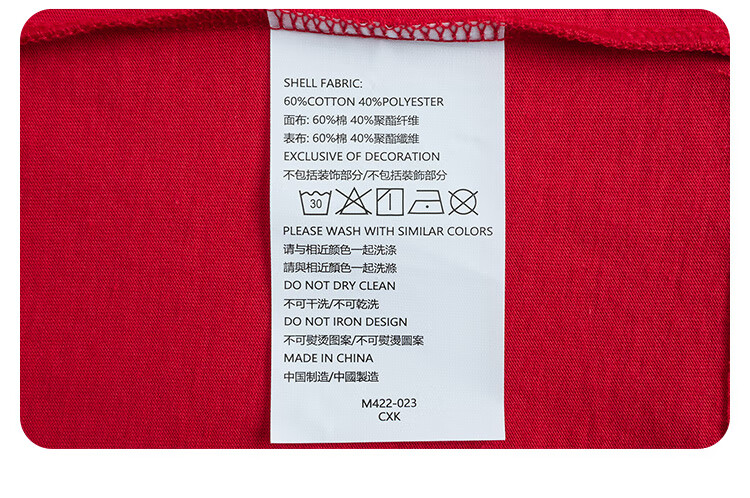 SHELL FABRIC:
60%COTTON 40%POLYESTER
面布: 60%棉 40%聚酯纤维
表布: 60%棉 40%聚酯纖維
EXCLUSIVE OF DECORATION
不包括装饰部分/不包括裝飾部分
30
PLEASE WASH WITH SIMILAR COLORS
请与相近颜色一起洗涤
請與相近顏色一起洗滌
DO NOT DRY CLEAN
不可干洗/不可乾洗
DO NOT IRON DESIGN
不可熨烫图案/不可熨燙圖案
MADE IN CHINA
中国制造/中國製造
M422-023
CXK